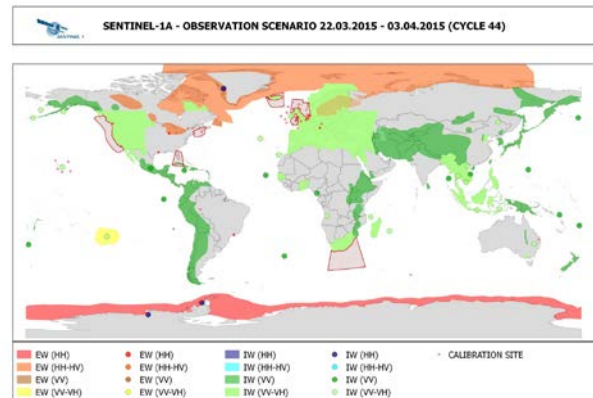 SENTINEL-1A - OBSERVATION SCENARIO 22.03.2015 - 03.04.2015 (CYCLE 44)
EW (HH) EW (HH) IW (HH) IW (HH) CALIBRATION SITE
EW (HH-HV) EW (HH-HV) IW (HH-HV) IW (HH-HV)
EW (VV) EW (VV) IW (VV) IW (VV)
EW (VV-VH) EW (VV-VH) IW (VV-VH) IW (VV-VH)